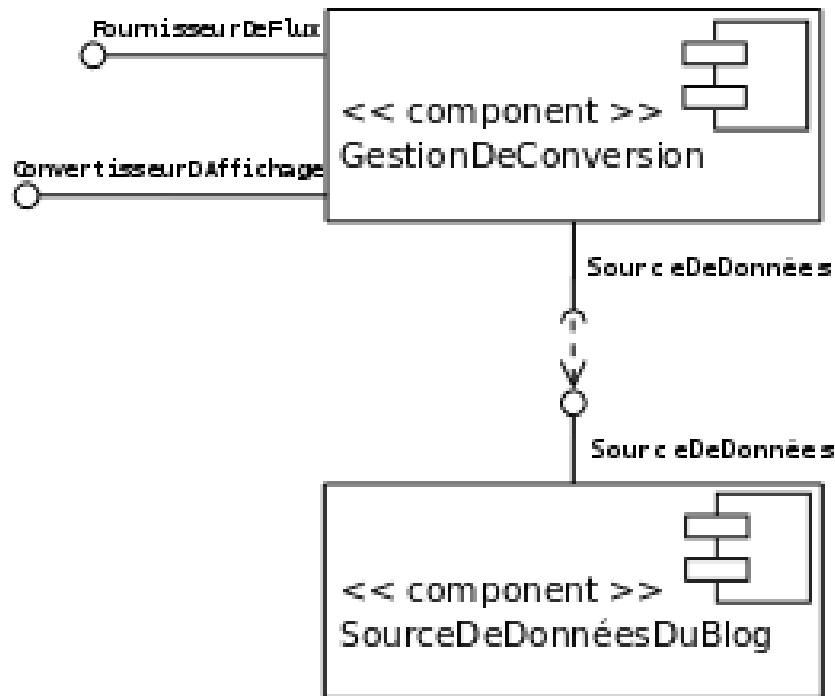 FournisseurDeFlux
<< component >>
GestionDeConversion
ConvertisseurDAffichage
SourceDeDonnées
SourceDeDonnées
<< component >>
SourceDeDonnéesDuBlog